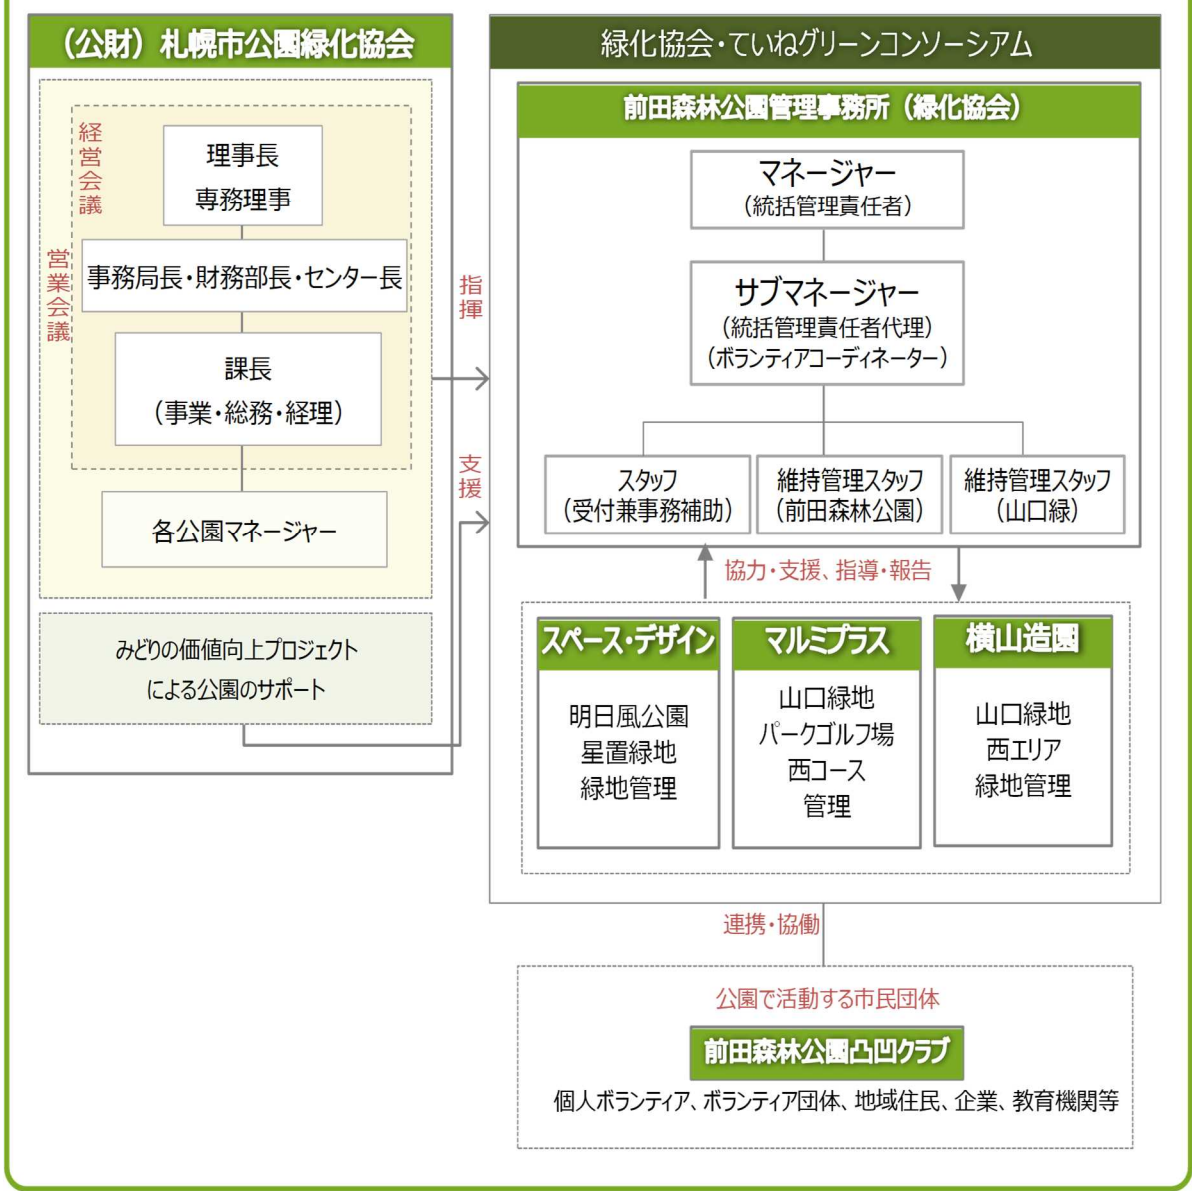 （公財）札幌市公園緑化協会
経営会議
理事長
専務理事
営業会議
事務局長・財務部長・センター長
課長
（事業・総務・経理）
各公園マネージャー
みどりの価値向上プロジェクト
による公園のサポート
指揮
支援
緑化協会・ていねグリーンコンソーシアム
前田森林公園管理事務所（緑化協会）
マネージャー
（統括管理責任者）
サブマネージャー
（統括管理責任者代理）
（ボランティアコーディネーター）
スタッフ
（受付兼事務補助）
維持管理スタッフ
（前田森林公園）
維持管理スタッフ
（山口緑）
協力・支援、指導・報告
スペース・デザイン
明日風公園
星置緑地
緑地管理
マルミプラス
山口緑地
パークゴルフ場
西コース
管理
横山造園
山口緑地
西エリア
緑地管理
連携・協働
公園で活動する市民団体
前田森林公園凸凹クラブ
個人ボランティア、ボランティア団体、地域住民、企業、教育機関等